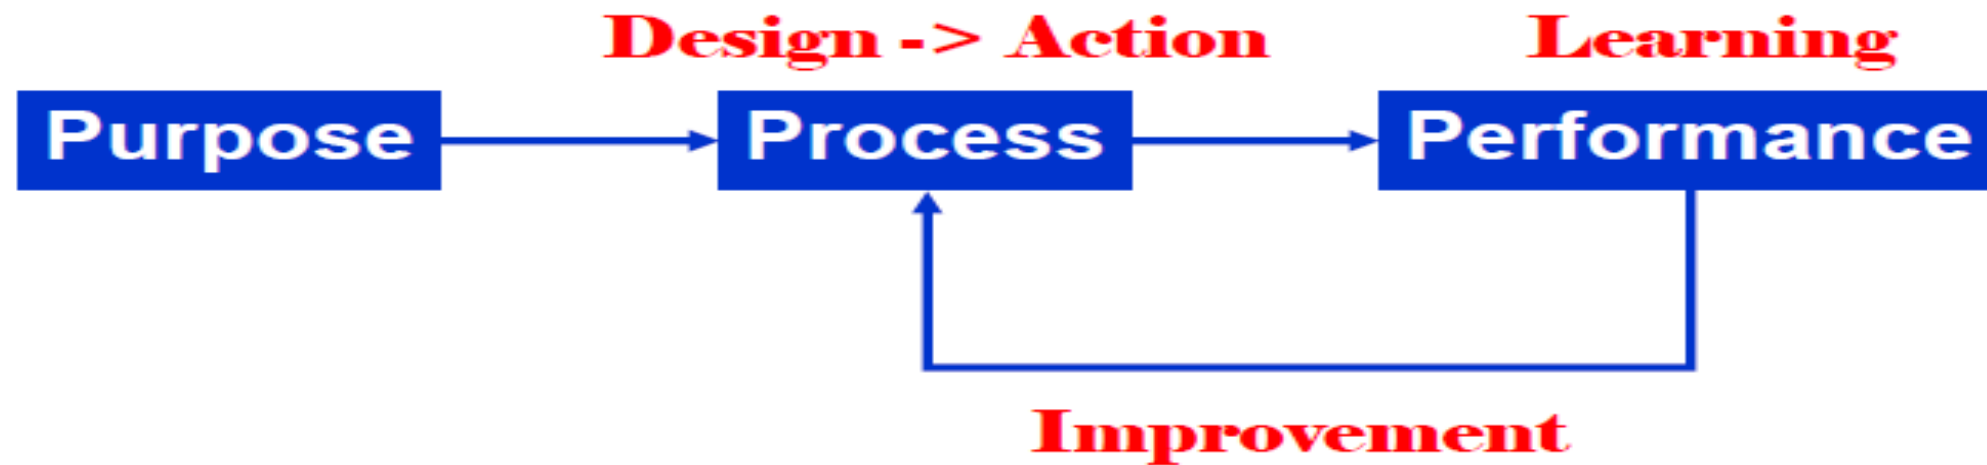 Design -> Action
Learning
Purpose
Process
Performance
Improvement